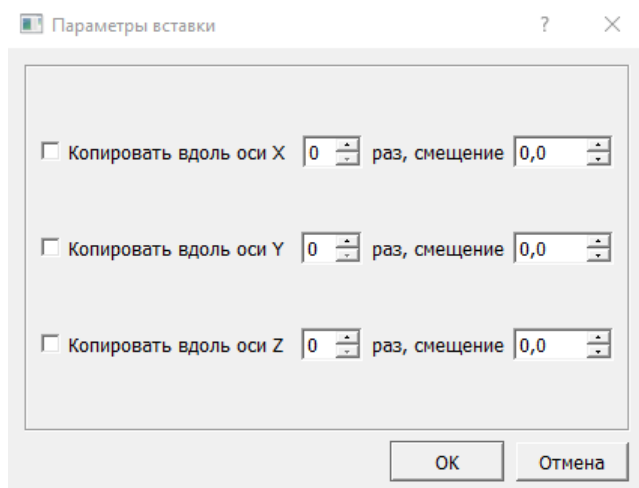 Параметры вставки ?
Копировать вдоль оси X 0 раз, смещение 0,0
Копировать вдоль оси Y 0 раз, смещение 0,0
Копировать вдоль оси Z 0 раз, смещение 0,0
ОК Отмена